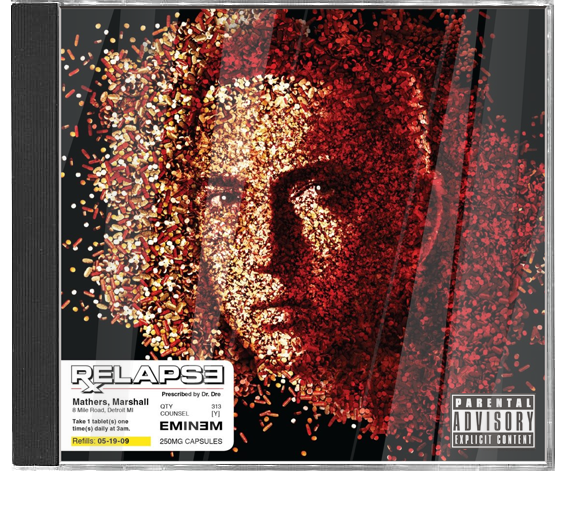 RELAPSE
Rx
Prescribed by Dr. Dre
Mathers, Marshall
8 Mile Road, Detroit MI
QTY 313
COUNSEL [Y]
Take 1 tablet(s) one
time(s) daily at 3am.
EMINEM
Refills: 05-19-09
250MG CAPSULES
PARENTAL
ADVISORY
EXPLICIT CONTENT